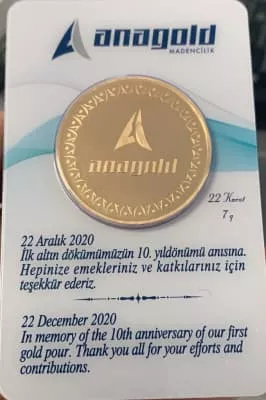 anagold
MADENCİLİK
anagold
22 Karat
7 g
22 Aralık 2020
İlk altın dökümümüzün 10. yıldönümü anısına.
Hepinize emekleriniz ve katkılarınız için
teşekkür ederiz.
22 December 2020
In memory of the 10th anniversary of our first
gold pour. Thank you all for your efforts and
contributions.